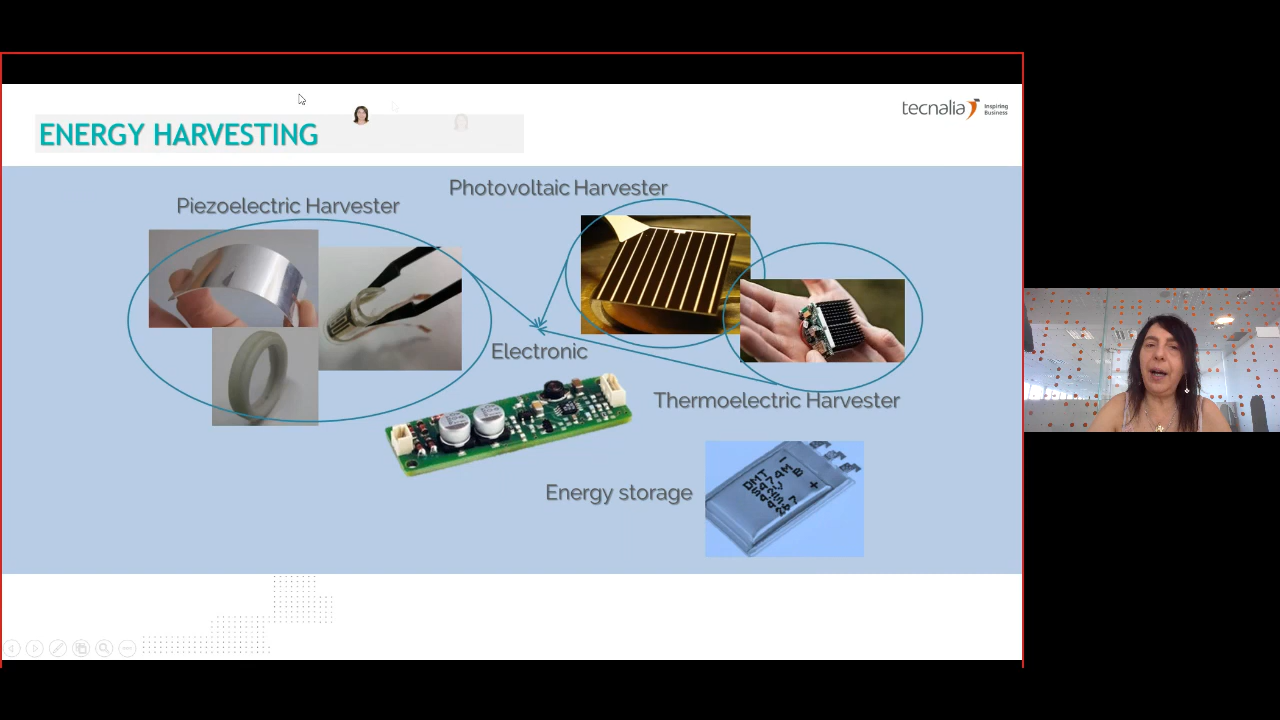 tecnalia Inspiring Business
ENERGY HARVESTING
Photovoltaic Harvester
Piezoelectric Harvester
Electronic
Thermoelectric Harvester
Energy storage